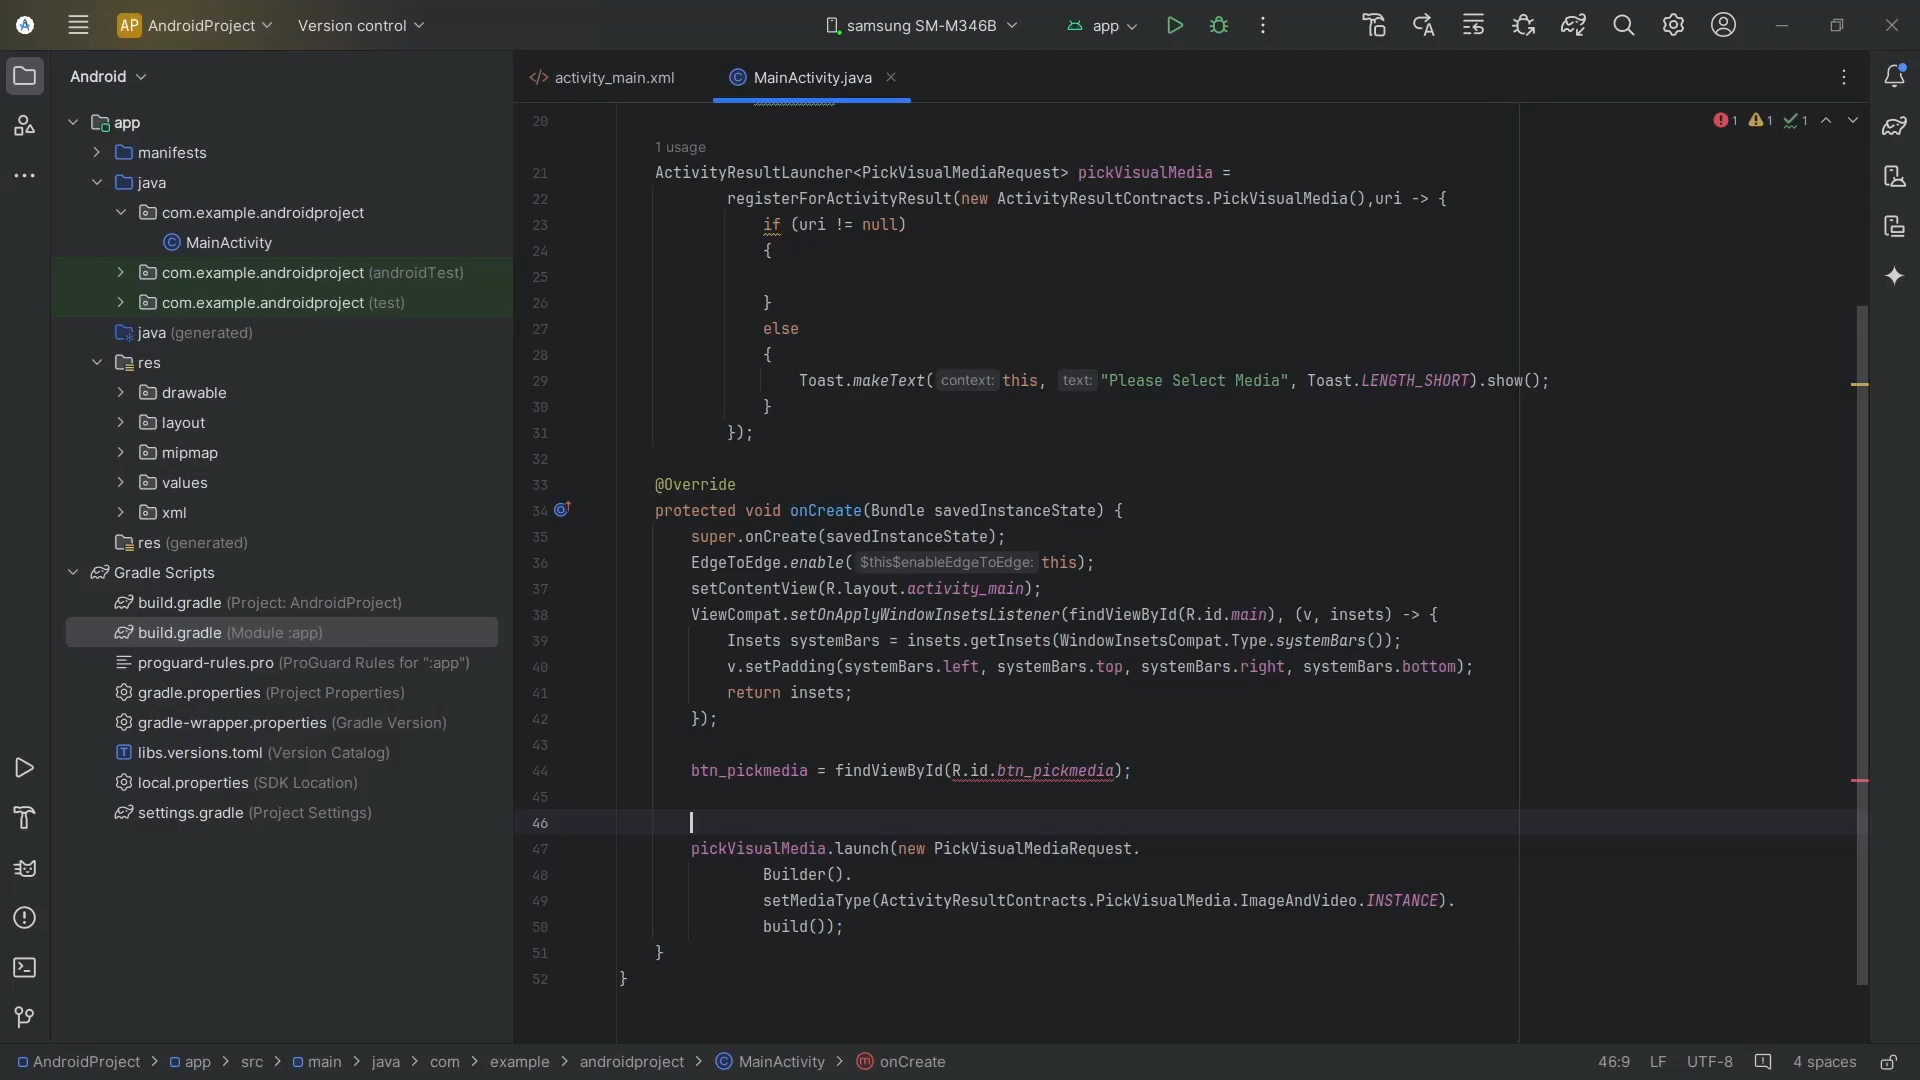 AP AndroidProject Version control samsung SM-M346B app
Android
app
manifests
java
com.example.androidproject
MainActivity
com.example.androidproject (androidTest)
com.example.androidproject (test)
java (generated)
res
drawable
layout
mipmap
values
xml
res (generated)
Gradle Scripts
build.gradle (Project: AndroidProject)
build.gradle (Module :app)
proguard-rules.pro (ProGuard Rules for ":app")
gradle.properties (Project Properties)
gradle-wrapper.properties (Gradle Version)
libs.versions.toml (Version Catalog)
local.properties (SDK Location)
settings.gradle (Project Settings)
activity_main.xml MainActivity.java
1 1 1
20
1 usage
21 ActivityResultLauncher<PickVisualMediaRequest> pickVisualMedia =
22 registerForActivityResult(new ActivityResultContracts.PickVisualMedia(),uri -> {
23 if (uri != null)
24 {
25
26 }
27 else
28 {
29 Toast.makeText( context: this, text: "Please Select Media", Toast.LENGTH_SHORT).show();
30 }
31 });
32
33 @Override
34 protected void onCreate(Bundle savedInstanceState) {
35 super.onCreate(savedInstanceState);
36 EdgeToEdge.enable( $this$enableEdgeToEdge: this);
37 setContentView(R.layout.activity_main);
38 ViewCompat.setOnApplyWindowInsetsListener(findViewById(R.id.main), (v, insets) -> {
39 Insets systemBars = insets.getInsets(WindowInsetsCompat.Type.systemBars());
40 v.setPadding(systemBars.left, systemBars.top, systemBars.right, systemBars.bottom);
41 return insets;
42 });
43
44 btn_pickmedia = findViewById(R.id.btn_pickmedia);
45
46
47 pickVisualMedia.launch(new PickVisualMediaRequest.
48 Builder().
49 setMediaType(ActivityResultContracts.PickVisualMedia.ImageAndVideo.INSTANCE).
50 build());
51 }
52 }
AndroidProject > app > src > main > java > com > example > androidproject > MainActivity > onCreate 46:9 LF UTF-8 4 spaces